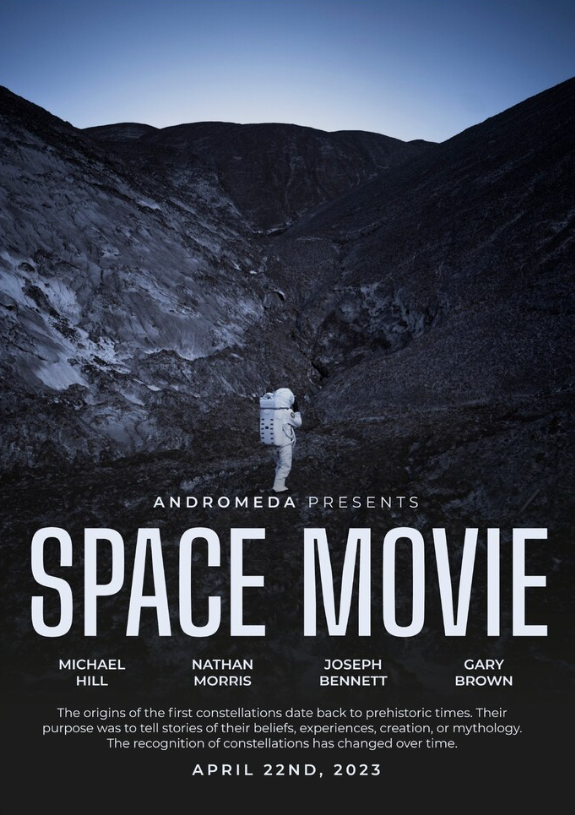 ANDROMEDA PRESENTS
SPACE MOVIE
MICHAEL HILL
NATHAN MORRIS
JOSEPH BENNETT
GARY BROWN
The origins of the first constellations date back to prehistoric times. Their
purpose was to tell stories of their beliefs, experiences, creation, or mythology.
The recognition of constellations has changed over time.
APRIL 22ND, 2023